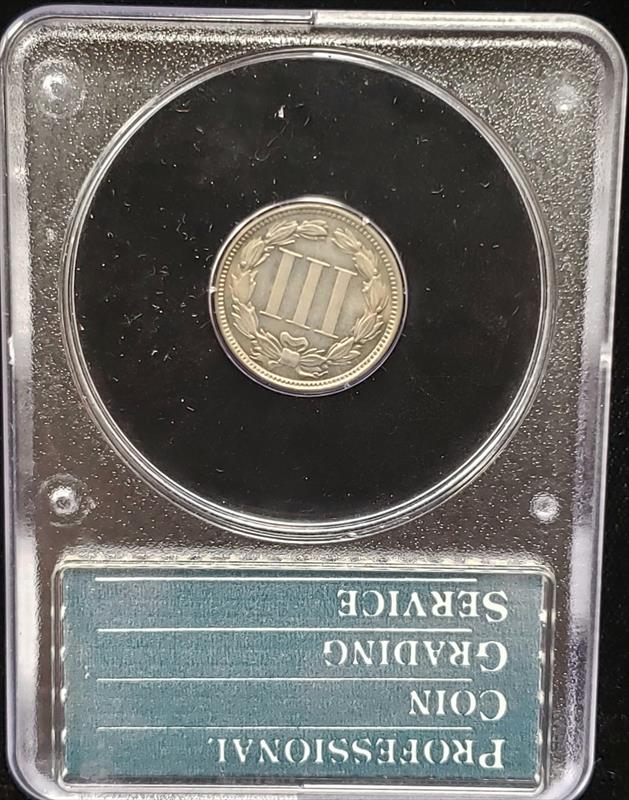 III
PROFESSIONAL
COIN
GRADING
SERVICE